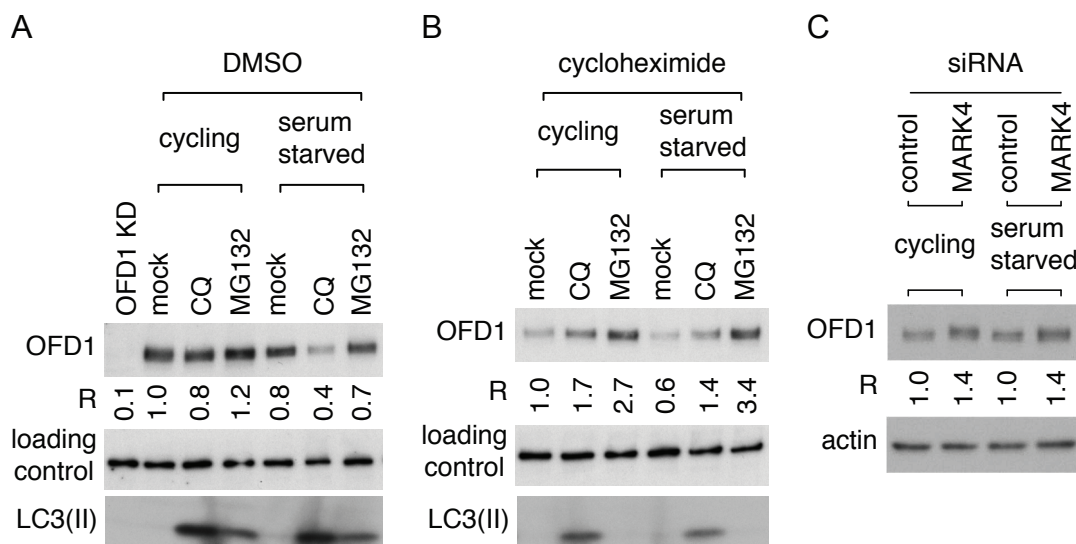 A
DMSO
cycling
serum starved
OFD1 KD
mock
CQ
MG132
mock
CQ
MG132
OFD1
R
0.1
1.0
0.8
1.2
0.8
0.4
0.7
loading control
LC3(II)
B
cycloheximide
cycling
serum starved
mock
CQ
MG132
mock
CQ
MG132
OFD1
R
1.0
1.7
2.7
0.6
1.4
3.4
loading control
LC3(II)
C
siRNA
control
MARK4
control
MARK4
cycling
serum starved
OFD1
R
1.0
1.4
1.0
1.4
actin